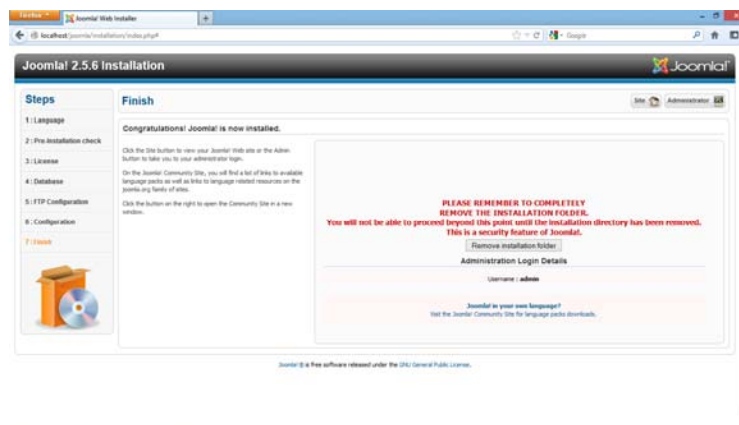 Firefox
Joomla! Web Installer
localhost/joomla/installation/index.php#
Google
Joomla! 2.5.6 Installation
Joomla!
Steps
1 : Language
2 : Pre-Installation check
3 : License
4 : Database
5 : FTP Configuration
6 : Configuration
7 : Finish
Finish
Site
Administrator
Congratulations! Joomla! is now installed.
Click the Site button to view your Joomla! Web site or the Admin
button to take you to your administrator login.
On the Joomla! Community Site, you will find a list of links to available
language packs as well as links to language related resources on the
joomla.org family of sites.
Click the button on the right to open the Community Site in a new
window.
PLEASE REMEMBER TO COMPLETELY
REMOVE THE INSTALLATION FOLDER.
You will not be able to proceed beyond this point until the installation directory has been removed.
This is a security feature of Joomla!.
Remove installation folder
Administration Login Details
Username : admin
Joomla! in your own language?
Visit the Joomla! Community Site for language packs downloads.
Joomla! ® is free software released under the GNU General Public License.